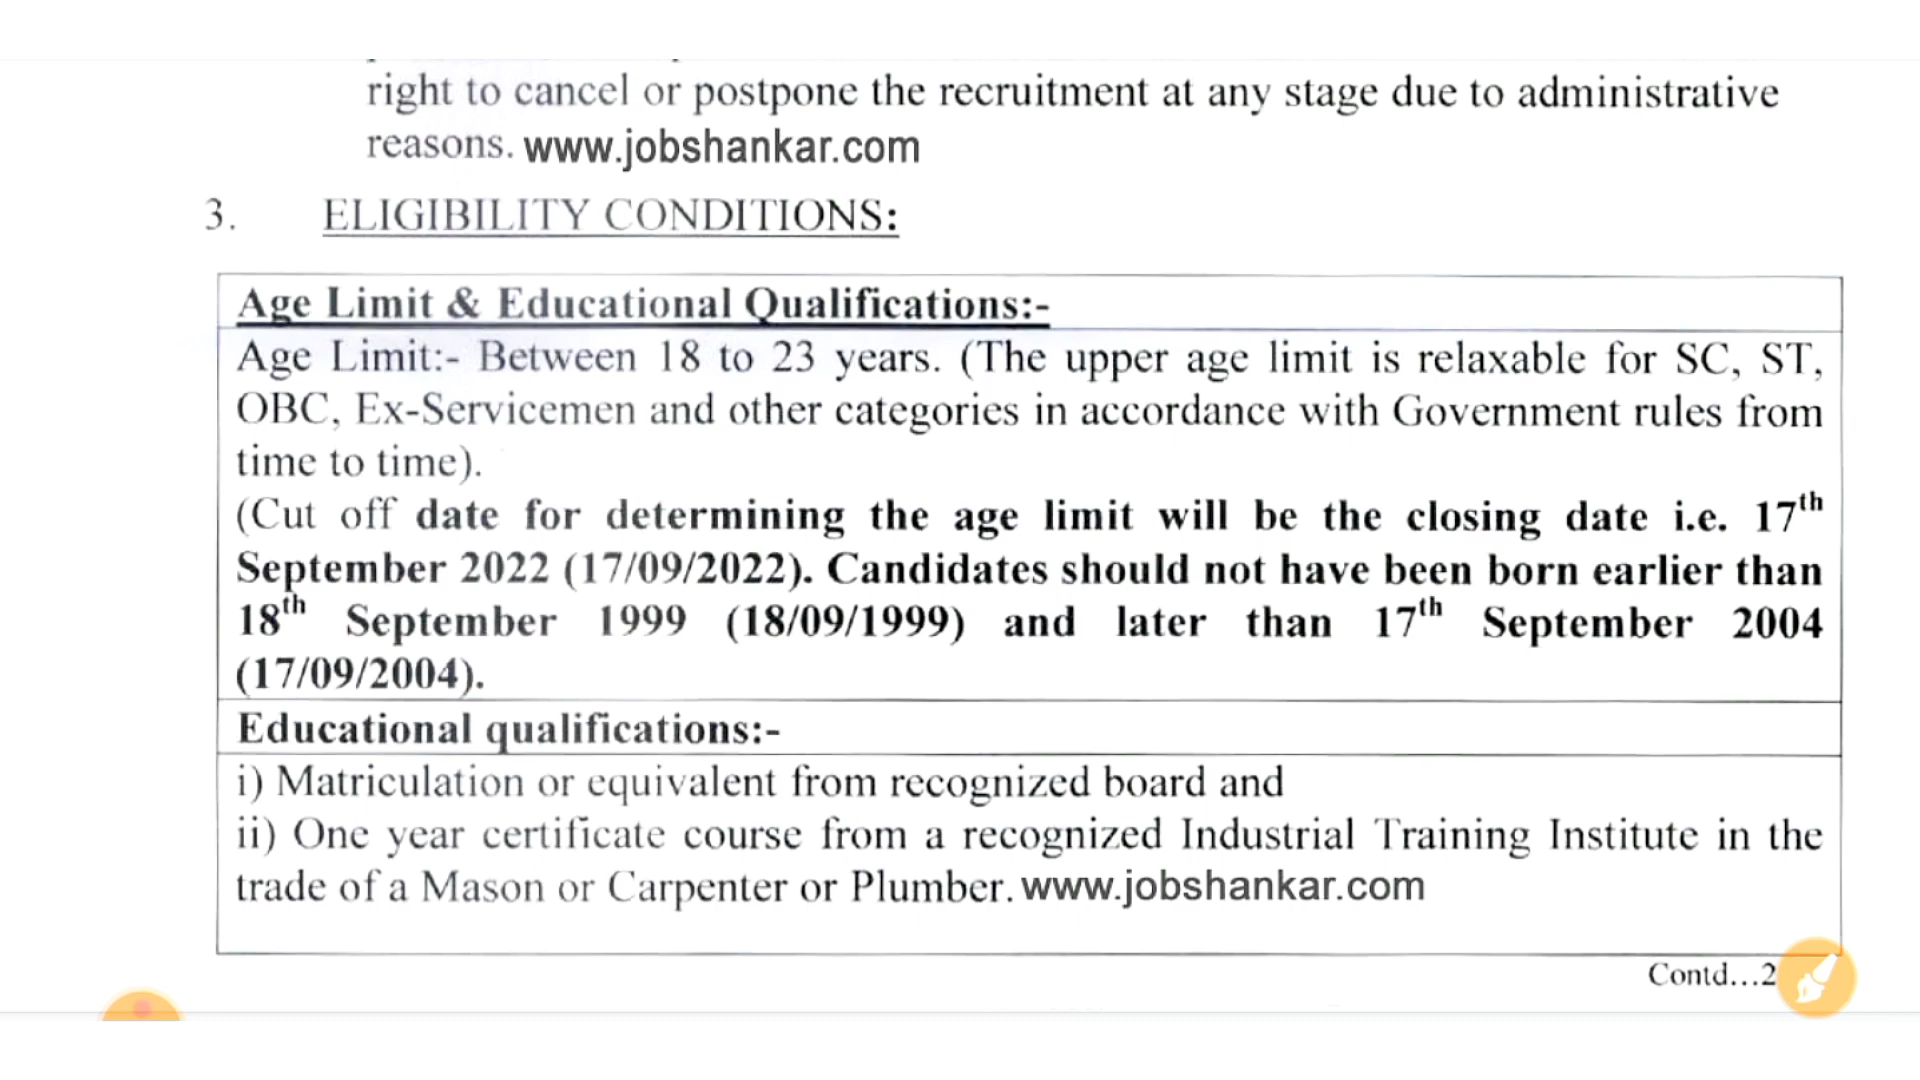 right to cancel or postpone the recruitment at any stage due to administrative
reasons. www.jobshankar.com
3. ELIGIBILITY CONDITIONS:
Age Limit & Educational Qualifications:-
Age Limit:- Between 18 to 23 years. (The upper age limit is relaxable for SC, ST,
OBC, Ex-Servicemen and other categories in accordance with Government rules from
time to time).
(Cut off date for determining the age limit will be the closing date i.e. 17th
September 2022 (17/09/2022). Candidates should not have been born earlier than
18th September 1999 (18/09/1999) and later than 17th September 2004
(17/09/2004).
Educational qualifications:-
i) Matriculation or equivalent from recognized board and
ii) One year certificate course from a recognized Industrial Training Institute in the
trade of a Mason or Carpenter or Plumber. www.jobshankar.com
Contd...2